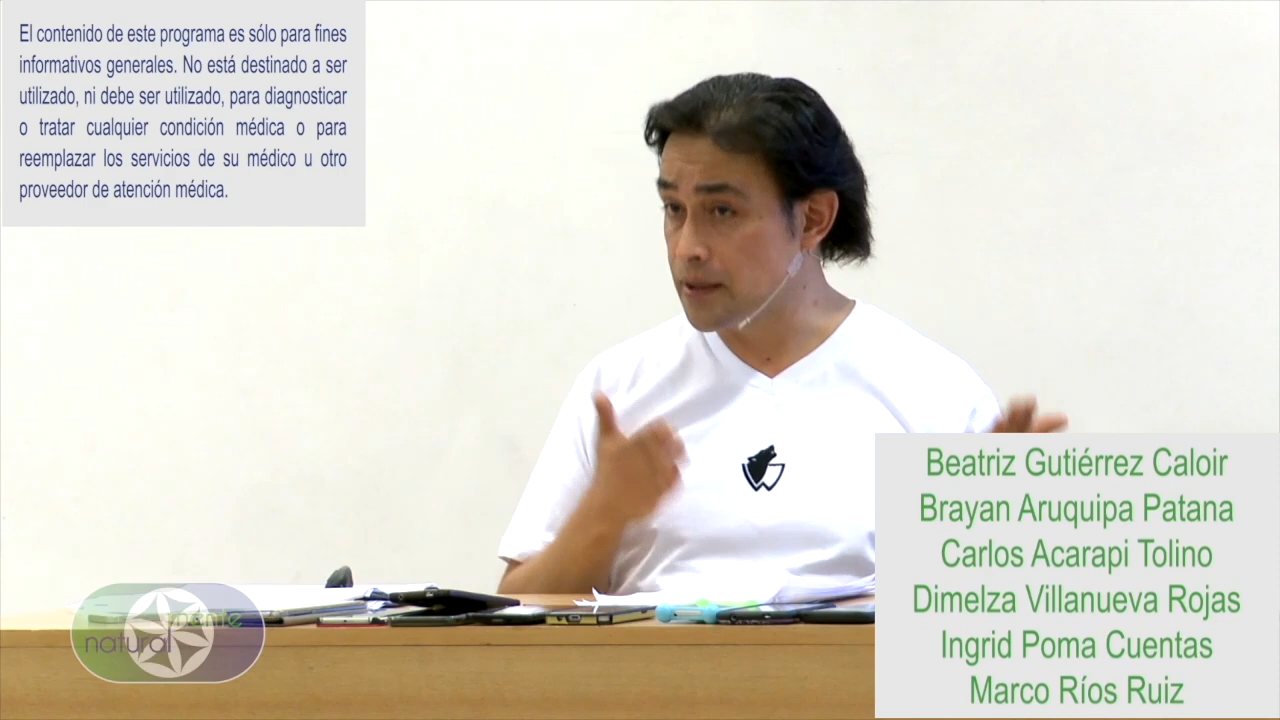 El contenido de este programa es sólo para fines
informativos generales. No está destinado a ser
utilizado, ni debe ser utilizado, para diagnosticar
o tratar cualquier condición médica o para
reemplazar los servicios de su médico u otro
proveedor de atención médica.
Beatriz Gutiérrez Caloir
Brayan Aruquipa Patana
Carlos Acarapi Tolino
Dimelza Villanueva Rojas
Ingrid Poma Cuentas
Marco Ríos Ruiz
natural
mente